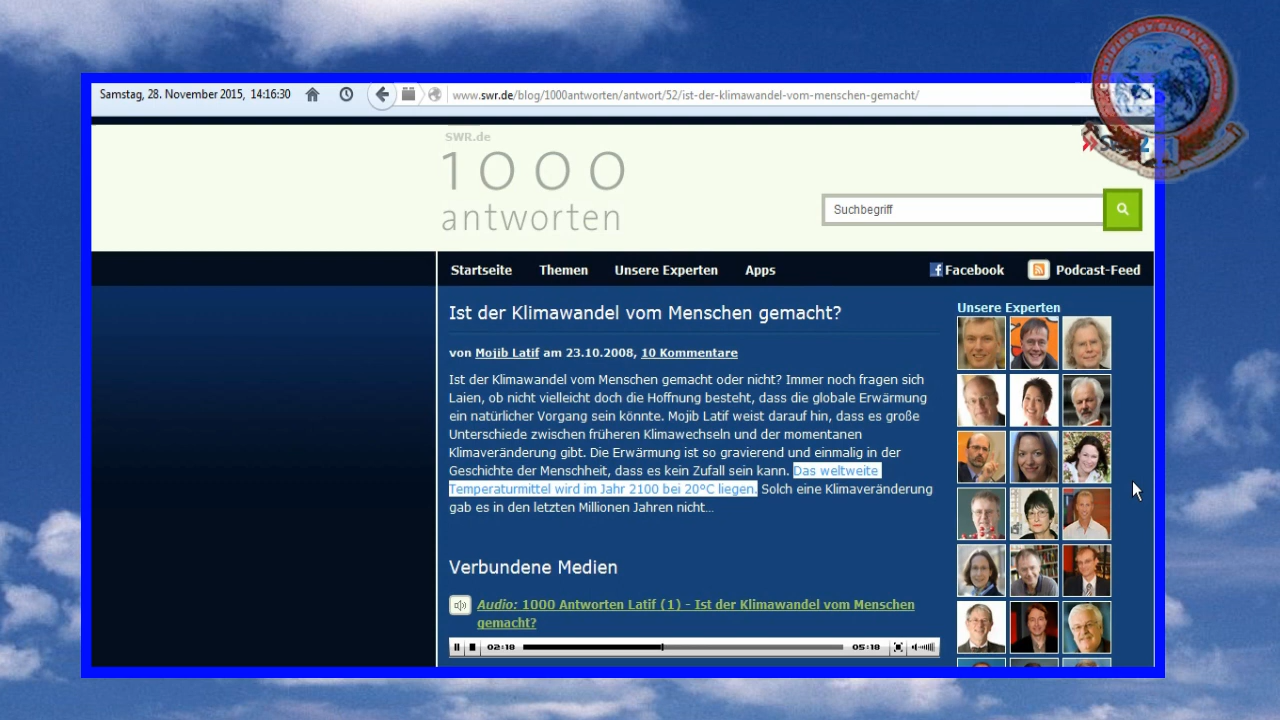 Samstag, 28. November 2015, 14:16:30
www.swr.de/blog/1000antworten/antwort/52/ist-der-klimawandel-vom-menschen-gemacht/
SWR.de
1000
antworten
Suchbegriff
Startseite Themen Unsere Experten Apps Facebook Podcast-Feed
Ist der Klimawandel vom Menschen gemacht?
Unsere Experten
von Mojib Latif am 23.10.2008, 10 Kommentare
Ist der Klimawandel vom Menschen gemacht oder nicht? Immer noch fragen sich
Laien, ob nicht vielleicht doch die Hoffnung besteht, dass die globale Erwärmung
ein natürlicher Vorgang sein könnte. Mojib Latif weist darauf hin, dass es große
Unterschiede zwischen früheren Klimawechseln und der momentanen
Klimaveränderung gibt. Die Erwärmung ist so gravierend und einmalig in der
Geschichte der Menschheit, dass es kein Zufall sein kann. Das weltweite
Temperaturmittel wird im Jahr 2100 bei 20°C liegen. Solch eine Klimaveränderung
gab es in den letzten Millionen Jahren nicht…
Verbundene Medien
Audio: 1000 Antworten Latif (1) - Ist der Klimawandel vom Menschen
gemacht?
02:18 05:18